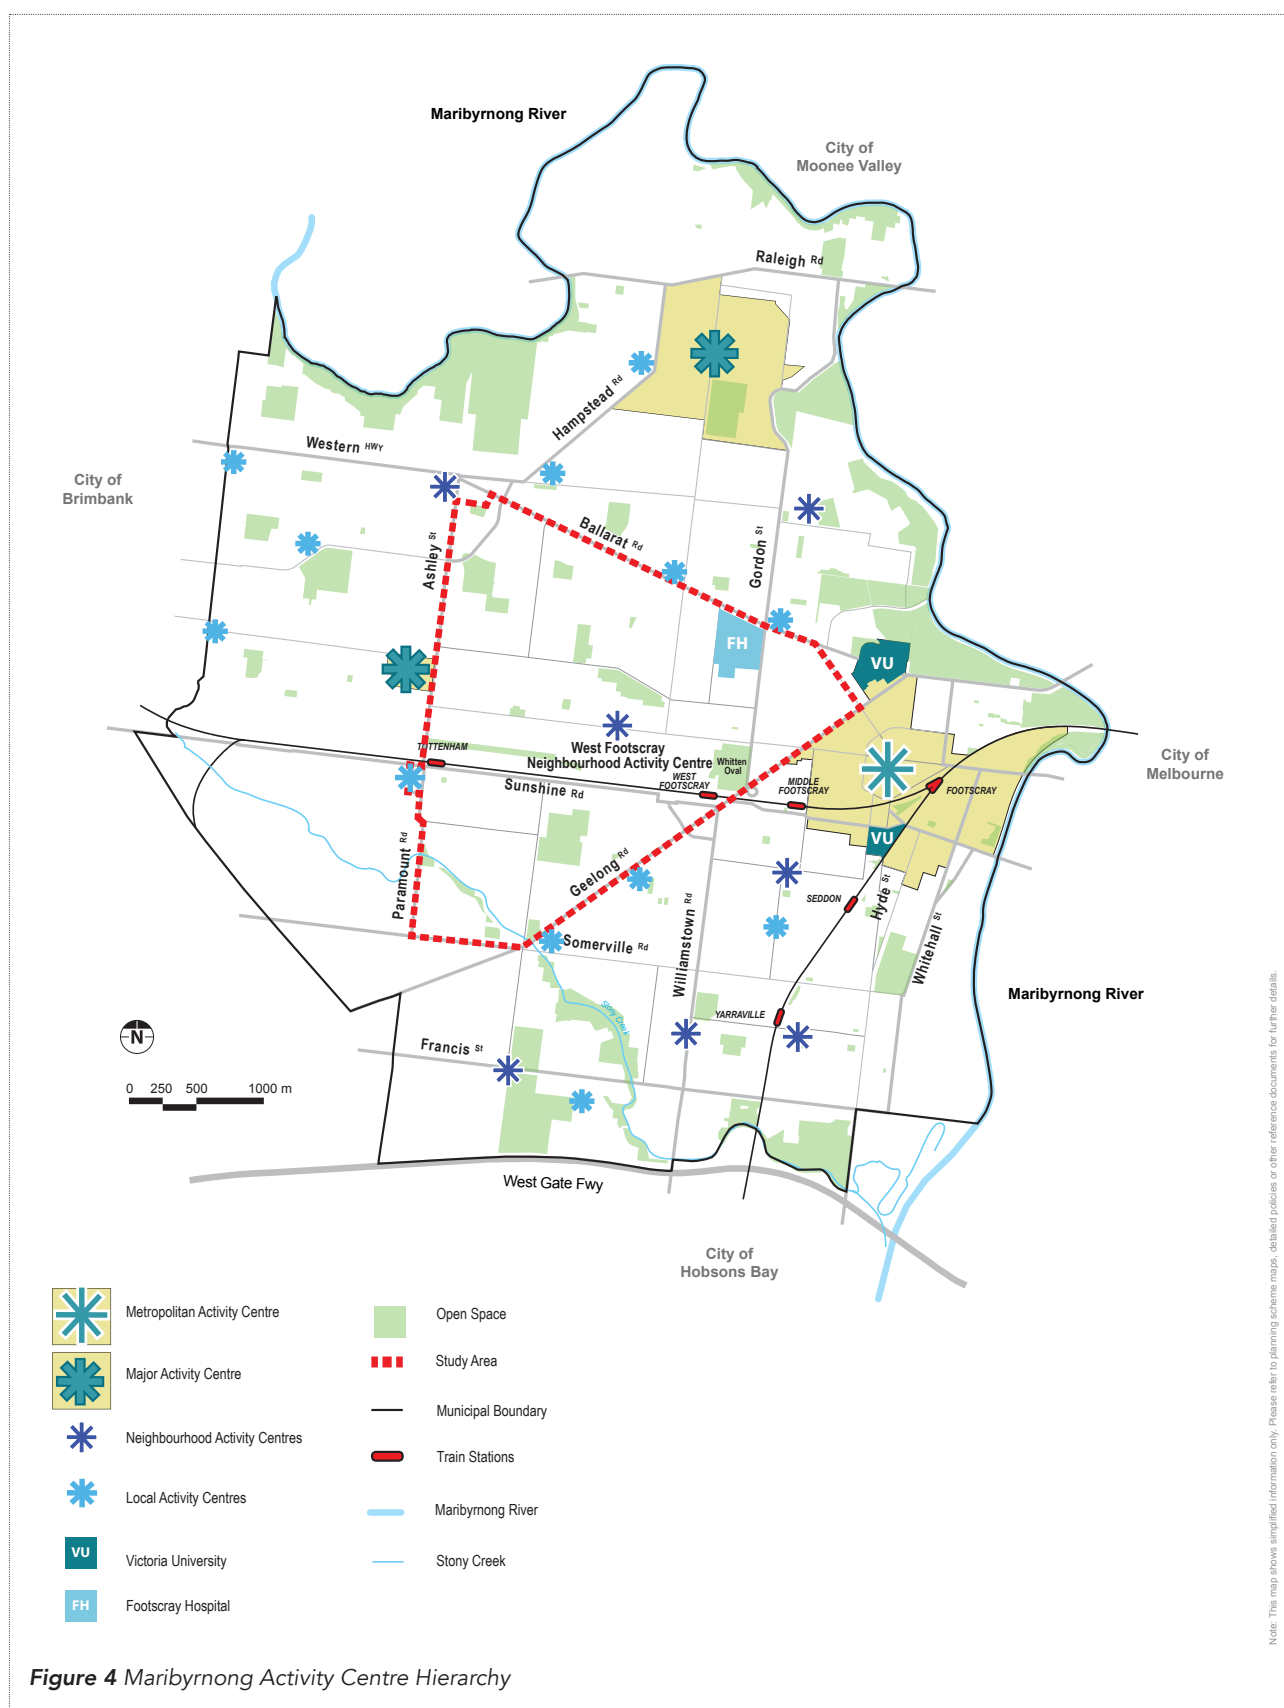 Maribyrnong River
City of
Moonee Valley
Raleigh Rd
Hampstead Rd
Western HWY
City of
Brimbank
Ballarat Rd
Ashley St
Gordon St
FH
VU
West Footscray
Neighbourhood Activity Centre
Whitten
Oval
TOTTENHAM
WEST
FOOTSCRAY
MIDDLE
FOOTSCRAY
FOOTSCRAY
City of
Melbourne
Sunshine Rd
VU
Paramount Rd
Geelong Rd
SEDDON
Hyde St
Williamstown Rd
Whitehall St
Somerville Rd
Maribyrnong River
Stony Creek
YARRAVILLE
N
Francis St
0 250 500 1000 m
West Gate Fwy
City of
Hobsons Bay
Metropolitan Activity Centre
Major Activity Centre
Neighbourhood Activity Centres
Local Activity Centres
VU
Victoria University
FH
Footscray Hospital
Open Space
Study Area
Municipal Boundary
Train Stations
Maribyrnong River
Stony Creek
Note: This map shows simplified information only. Please refer to planning scheme maps, detailed policies or other reference documents for further details.
Figure 4 Maribyrnong Activity Centre Hierarchy